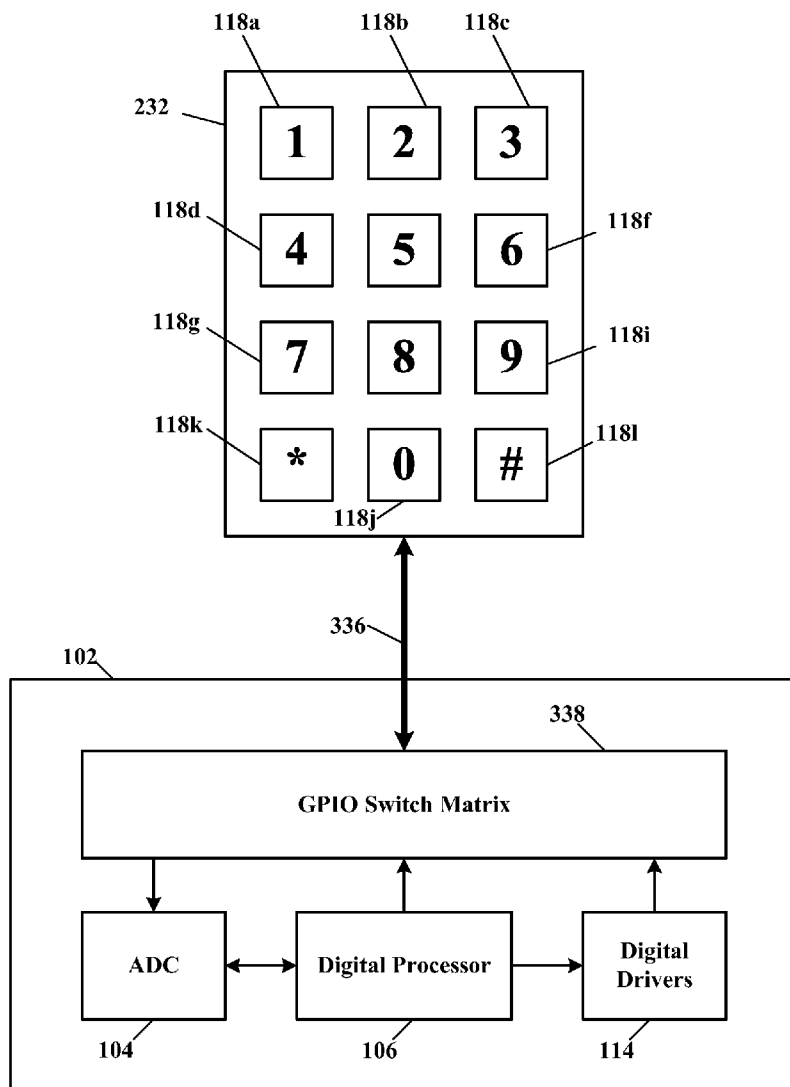 118a 118b 118c
232
1 2 3
118d 118f
4 5 6
118g 118i
7 8 9
118k 118l
* 0 #
118j
336
102
338
GPIO Switch Matrix
ADC Digital Processor Digital
Drivers
104 106 114